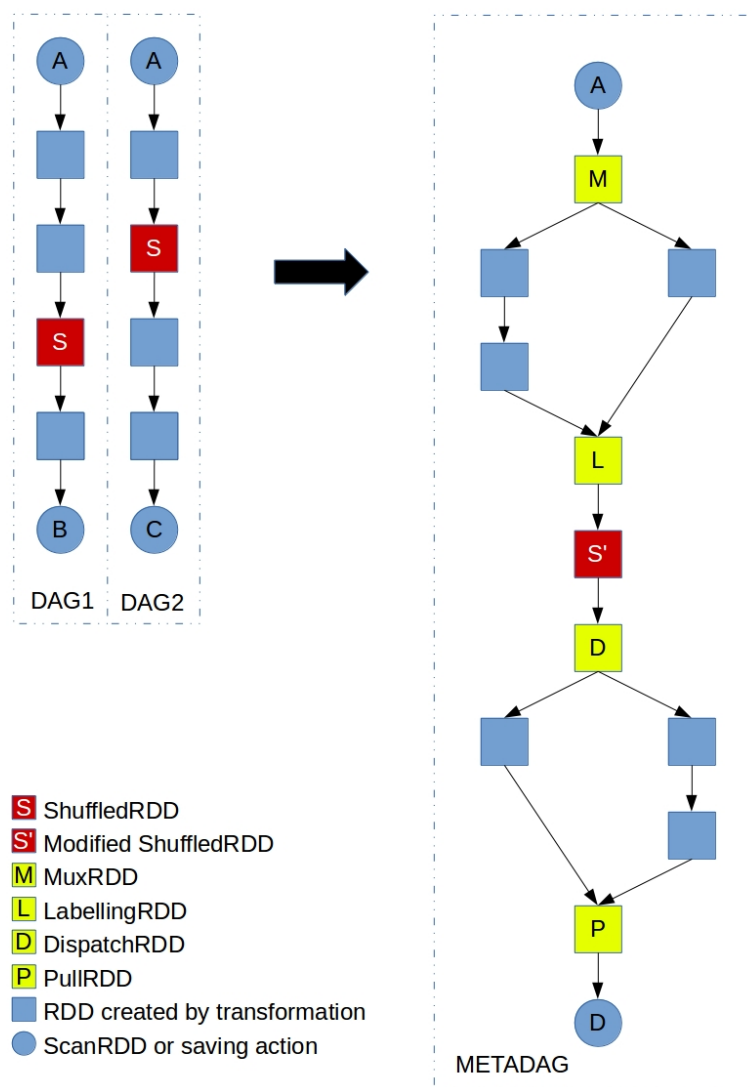 A
A
S
S
B
C
DAG1
DAG2
A
M
L
S'
D
P
D
METADAG
S ShuffledRDD
S' Modified ShuffledRDD
M MuxRDD
L LabellingRDD
D DispatchRDD
P PullRDD
RDD created by transformation
ScanRDD or saving action